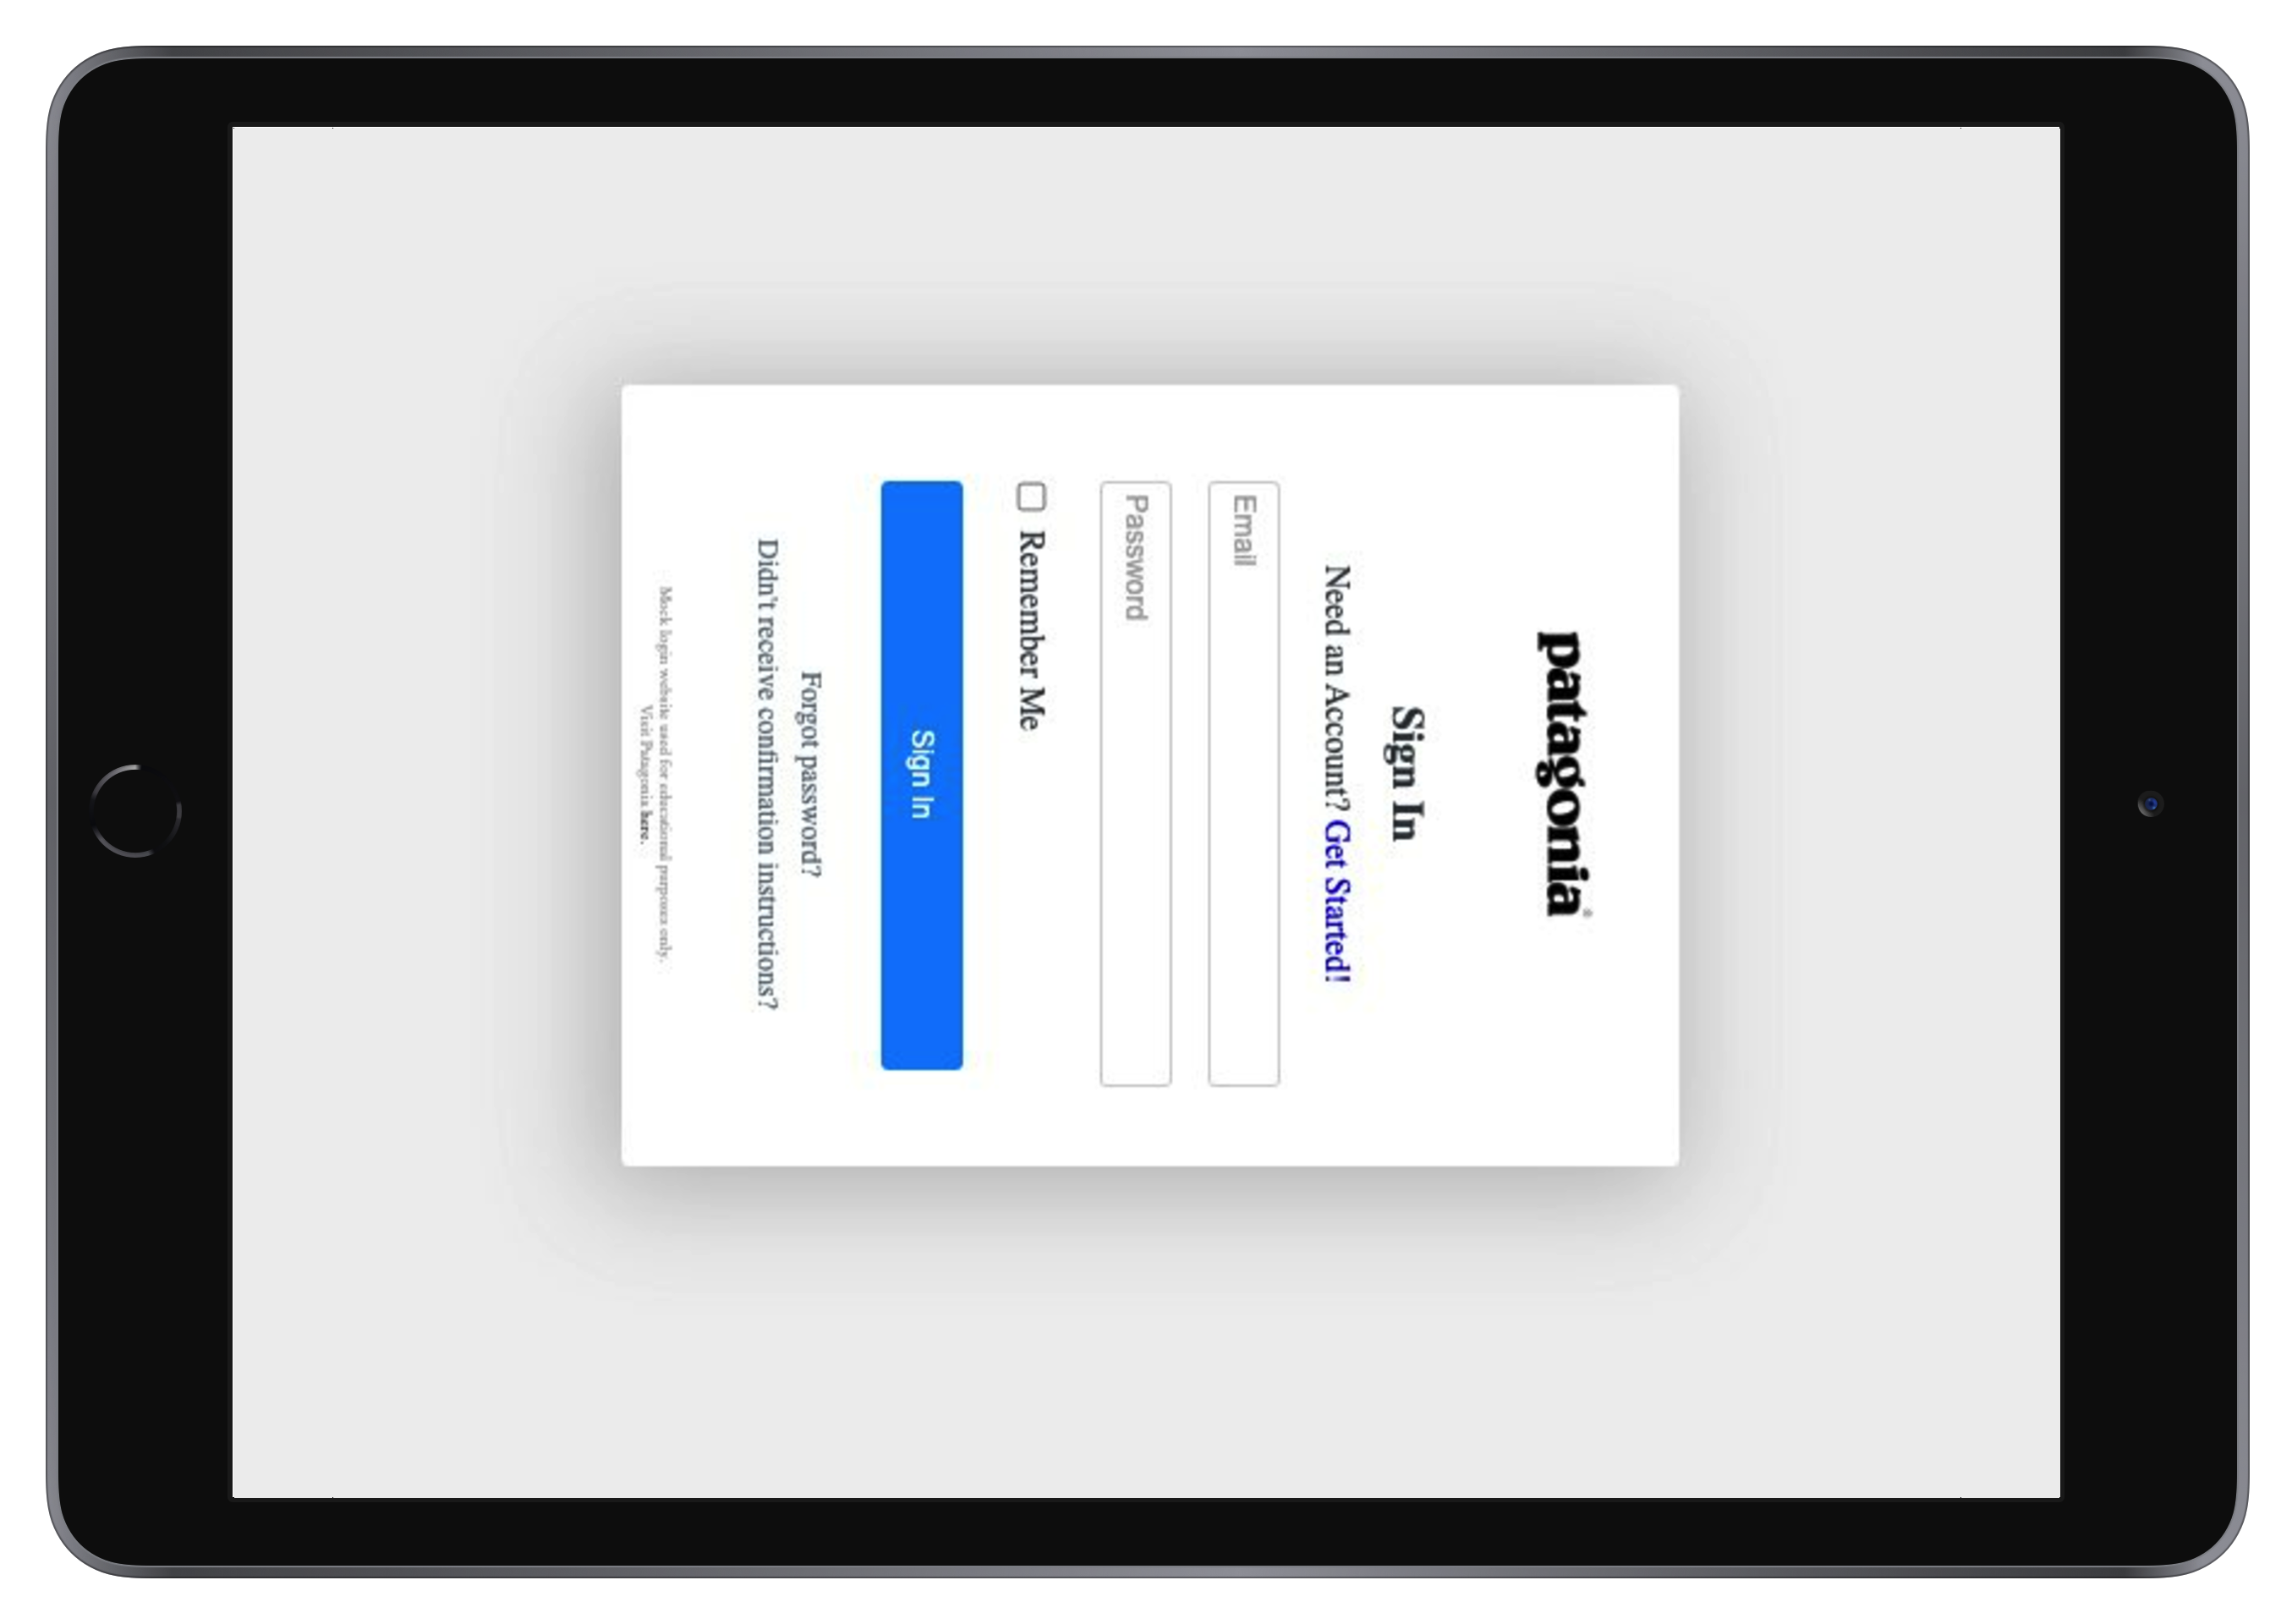 patagonia®
Sign In
Need an Account? Get Started!
Email
Password
Remember Me
Sign In
Forgot password?
Didn't receive confirmation instructions?
Mock login website used for educational purposes only.
Visit Patagonia here.